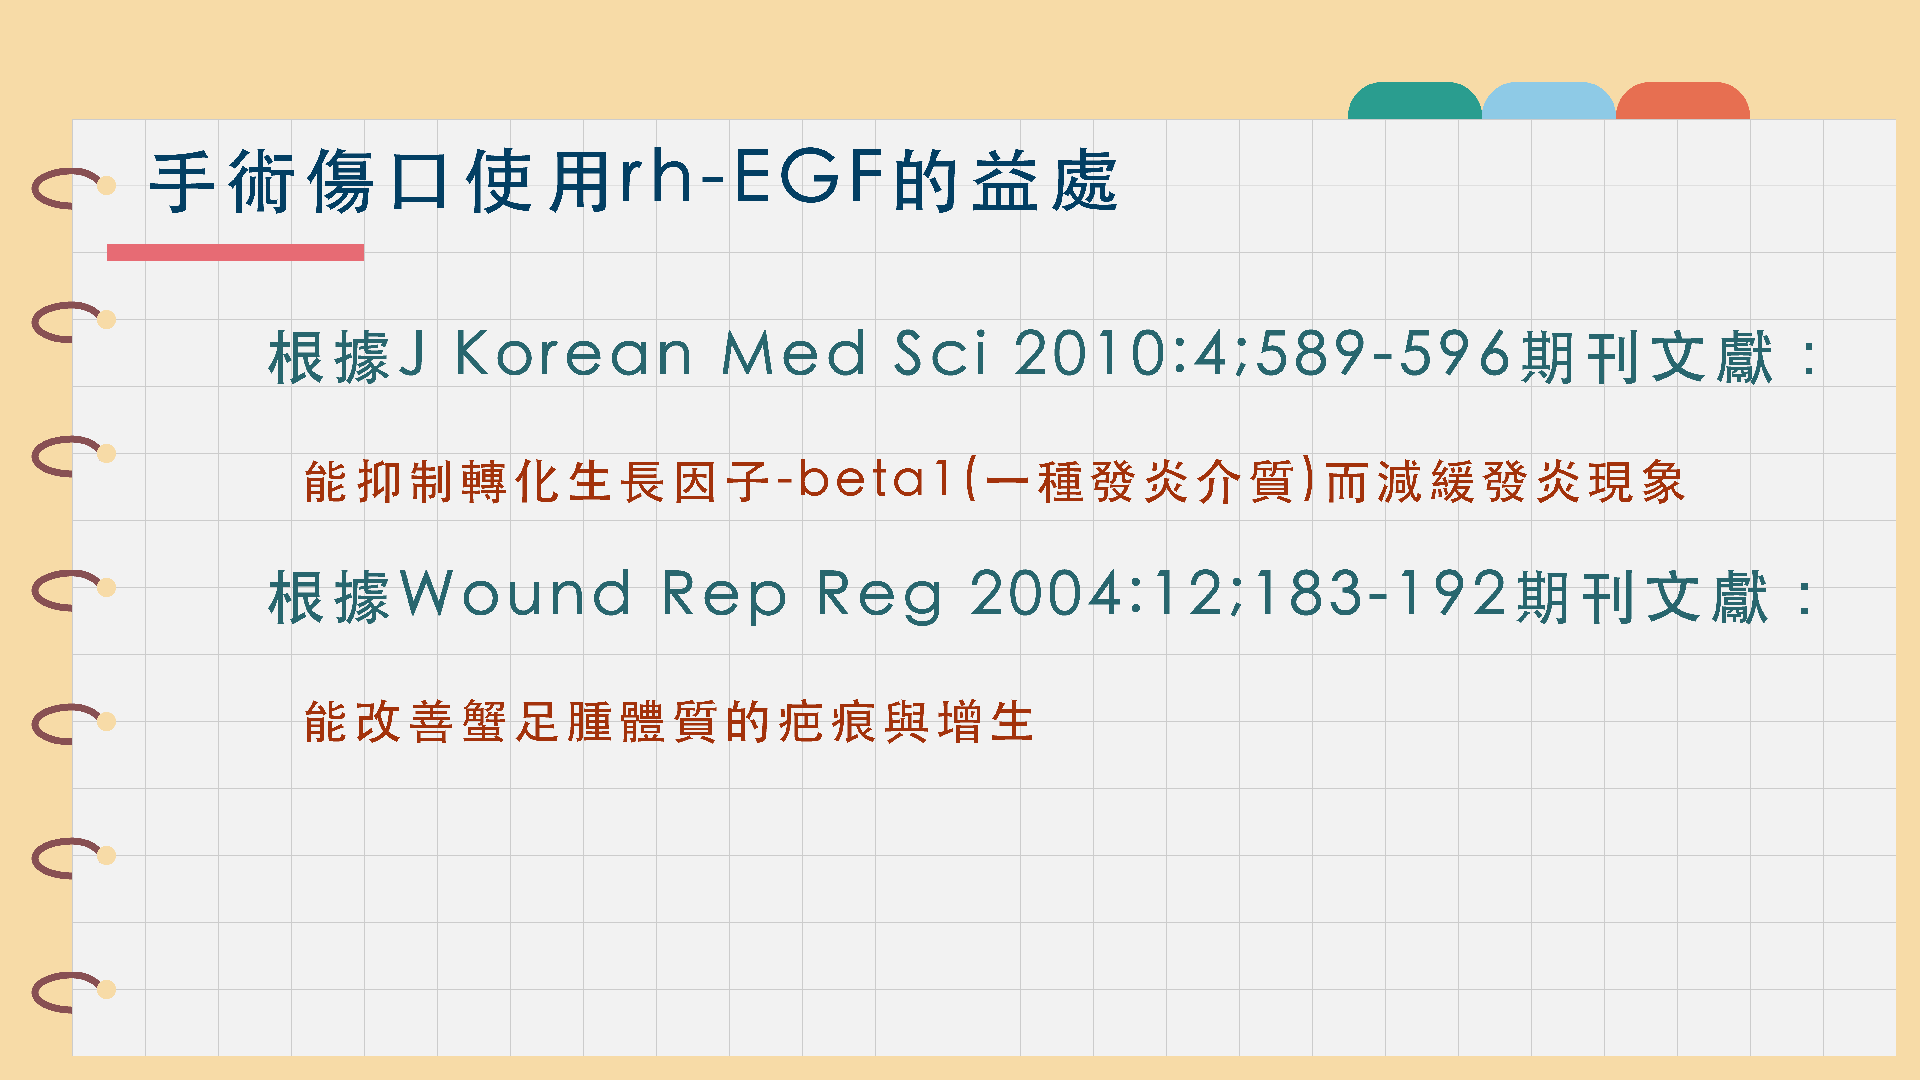 手術傷口使用rh-EGF的益處
根據J Korean Med Sci 2010:4;589-596期刊文獻：
能抑制轉化生長因子-beta1(一種發炎介質)而減緩發炎現象
根據Wound Rep Reg 2004:12;183-192期刊文獻：
能改善蟹足腫體質的疤痕與增生